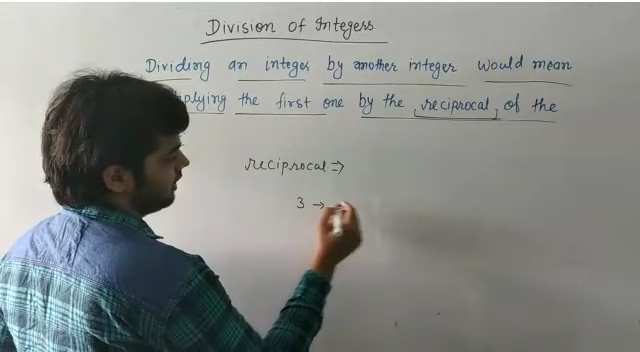 Division of Integers
Dividing an integer by another integer would mean
plying the first one by the reciprocal of the
reciprocal ⇒
3 →